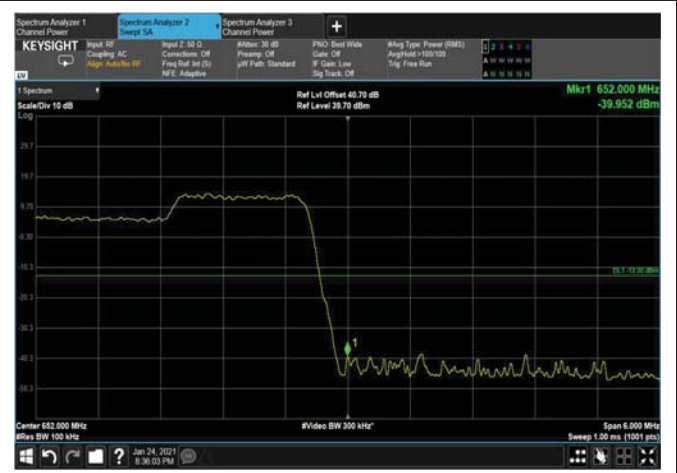 Spectrum Analyzer 1
Channel Power
Spectrum Analyzer 2
Swept SA
Spectrum Analyzer 3
Channel Power
KEYSIGHT
Input: RF
Coupling: AC
Align: Auto/No RF
Input Z: 50 Ω
Corrections: Off
Freq Ref: Int (S)
NFE: Adaptive
#Atten: 30 dB
Preamp: Off
µW Path: Standard
PNO: Best Wide
Gate: Off
IF Gain: Low
Sig Track: Off
#Avg Type: Power (RMS)
Avg|Hold: >100/100
Trig: Free Run
1 2 3 4 5 6
A W W W W W
A N N N N N
LV
1 Spectrum
Scale/Div 10 dB
Log
Ref Lvl Offset 40.70 dB
Ref Level 39.70 dBm
Mkr1 652.000 MHz
-39.952 dBm
29.7
19.7
9.70
-0.30
-10.3
DL1 -13.00 dBm
-20.3
-30.3
1
-40.3
-50.3
Center 652.000 MHz
#Res BW 100 kHz
#Video BW 300 kHz*
Span 6.000 MHz
Sweep 1.00 ms (1001 pts)
?
Jan 24, 2021
8:36:03 PM